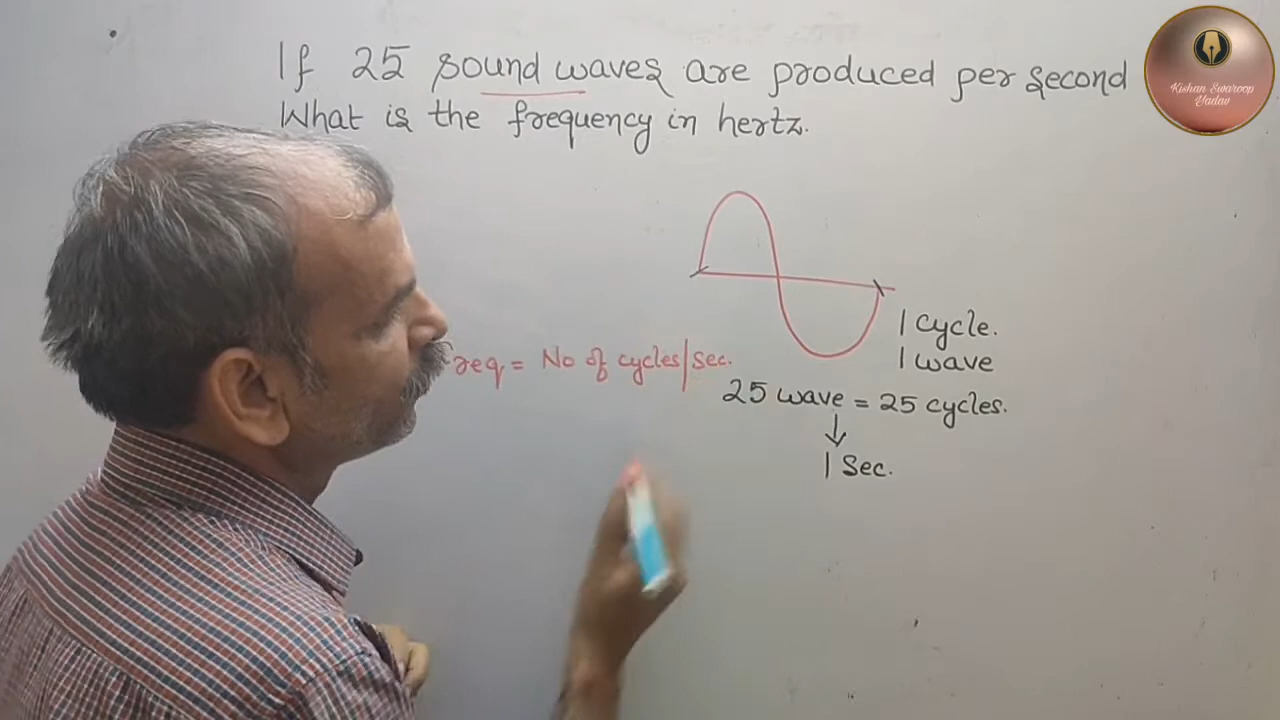 If 25 sound waves are produced per second
What is the frequency in hertz.
Kishan Swaroop
Yadav
1 Cycle.
1 wave
req = No of cycles/sec.
25 wave = 25 cycles.
↓
1 Sec.